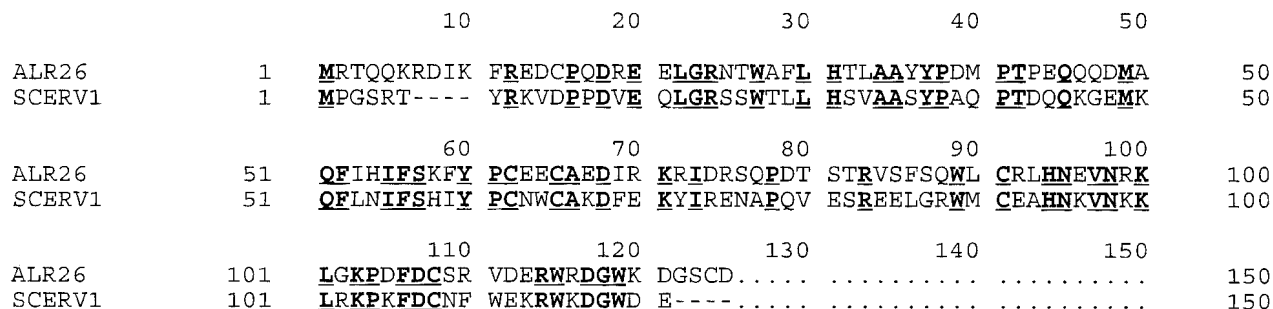 10 20 30 40 50
ALR26 1 MRTQQKRDIK FREDCPQDRE ELGRNTWAFL HTLAAYYPDM PTPEQQQDMA 50
SCERV1 1 MPGSRT---- YRKVDPPDVE QLGRSSWTLL HSVAASYPAQ PTDQQKGEMK 50
60 70 80 90 100
ALR26 51 QFIHIFSKFY PCEECAEDIR KRIDRSQPDT STRVSFSQWL CRLHNEVNRK 100
SCERV1 51 QFLNIFSHIY PCNWCAKDFE KYIRENAPQV ESREELGRWM CEAHNKVNKK 100
110 120 130 140 150
ALR26 101 LGKPDFDCSR VDERWRDGWK DGSCD..... .......... .......... 150
SCERV1 101 LRKPKFDCNF WEKRWKDGWD E----..... .......... .......... 150